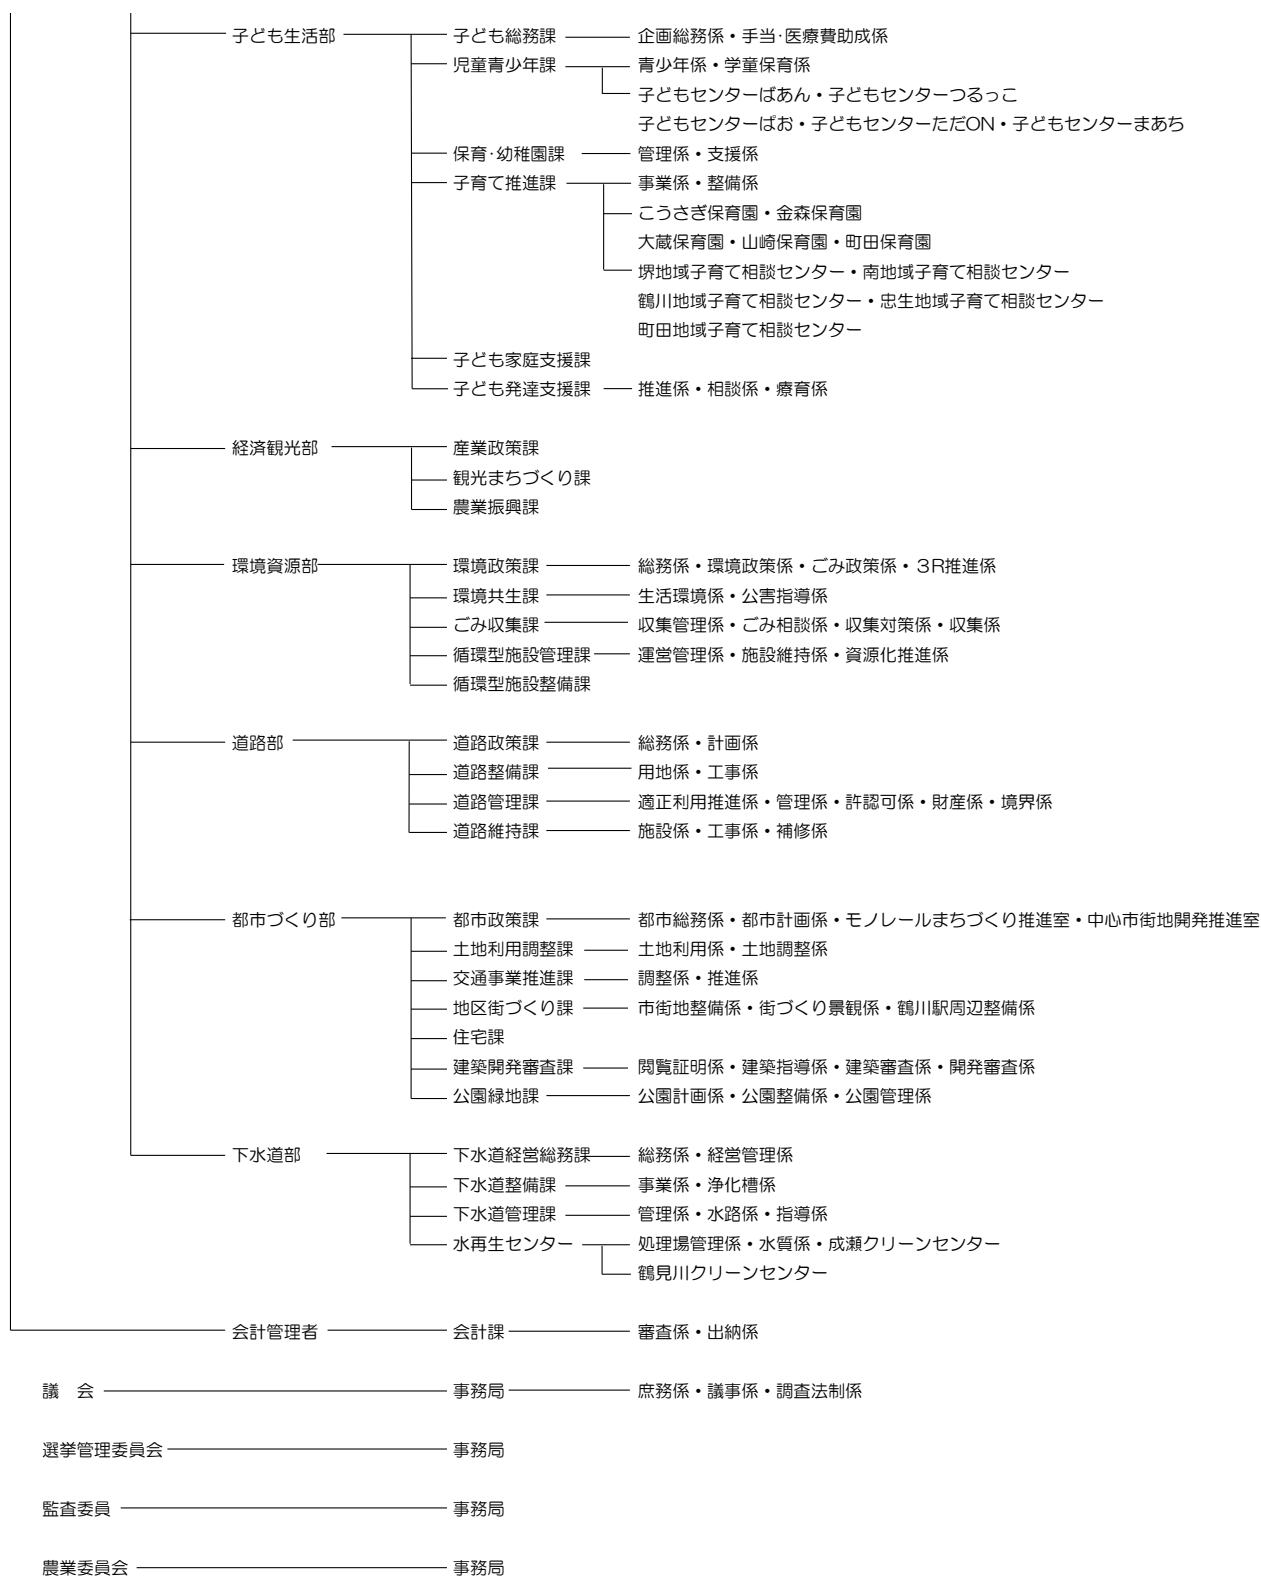 子ども生活部 子ども総務課 企画総務係・手当・医療費助成係
児童青少年課 青少年係・学童保育係
子どもセンターばあん・子どもセンターつるっこ
子どもセンターぱお・子どもセンターただON・子どもセンターまあち
保育・幼稚園課 管理係・支援係
子育て推進課 事業係・整備係
こうさぎ保育園・金森保育園
大蔵保育園・山崎保育園・町田保育園
堺地域子育て相談センター・南地域子育て相談センター
鶴川地域子育て相談センター・忠生地域子育て相談センター
町田地域子育て相談センター
子ども家庭支援課
子ども発達支援課 推進係・相談係・療育係
経済観光部 産業政策課
観光まちづくり課
農業振興課
環境資源部 環境政策課 総務係・環境政策係・ごみ政策係・3R推進係
環境共生課 生活環境係・公害指導係
ごみ収集課 収集管理係・ごみ相談係・収集対策係・収集係
循環型施設管理課 運営管理係・施設維持係・資源化推進係
循環型施設整備課
道路部 道路政策課 総務係・計画係
道路整備課 用地係・工事係
道路管理課 適正利用推進係・管理係・許認可係・財産係・境界係
道路維持課 施設係・工事係・補修係
都市づくり部 都市政策課 都市総務係・都市計画係・モノレールまちづくり推進室・中心市街地開発推進室
土地利用調整課 土地利用係・土地調整係
交通事業推進課 調整係・推進係
地区街づくり課 市街地整備係・街づくり景観係・鶴川駅周辺整備係
住宅課
建築開発審査課 閲覧証明係・建築指導係・建築審査係・開発審査係
公園緑地課 公園計画係・公園整備係・公園管理係
下水道部 下水道経営総務課 総務係・経営管理係
下水道整備課 事業係・浄化槽係
下水道管理課 管理係・水路係・指導係
水再生センター 処理場管理係・水質係・成瀬クリーンセンター
鶴見川クリーンセンター
会計管理者 会計課 審査係・出納係
議 会 事務局 庶務係・議事係・調査法制係
選挙管理委員会 事務局
監査委員 事務局
農業委員会 事務局